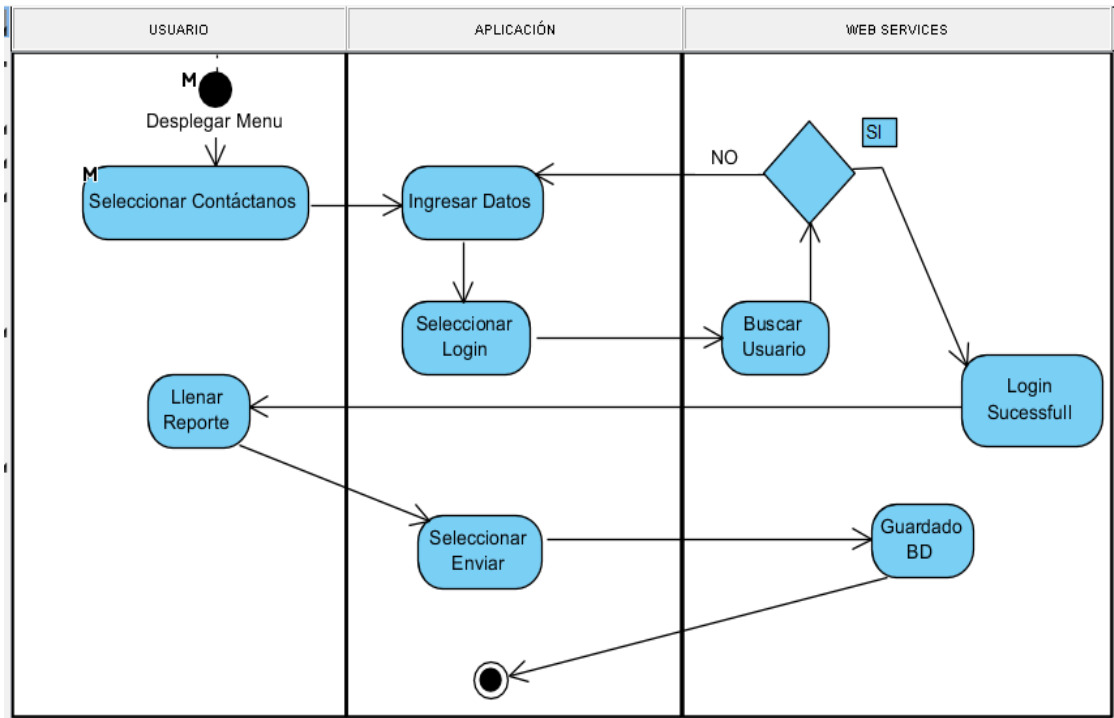 USUARIO
APLICACIÓN
WEB SERVICES
M
Desplegar Menu
M
Seleccionar Contáctanos
Ingresar Datos
NO
SI
Seleccionar
Login
Buscar
Usuario
Login
Sucessfull
Llenar
Reporte
Seleccionar
Enviar
Guardado
BD